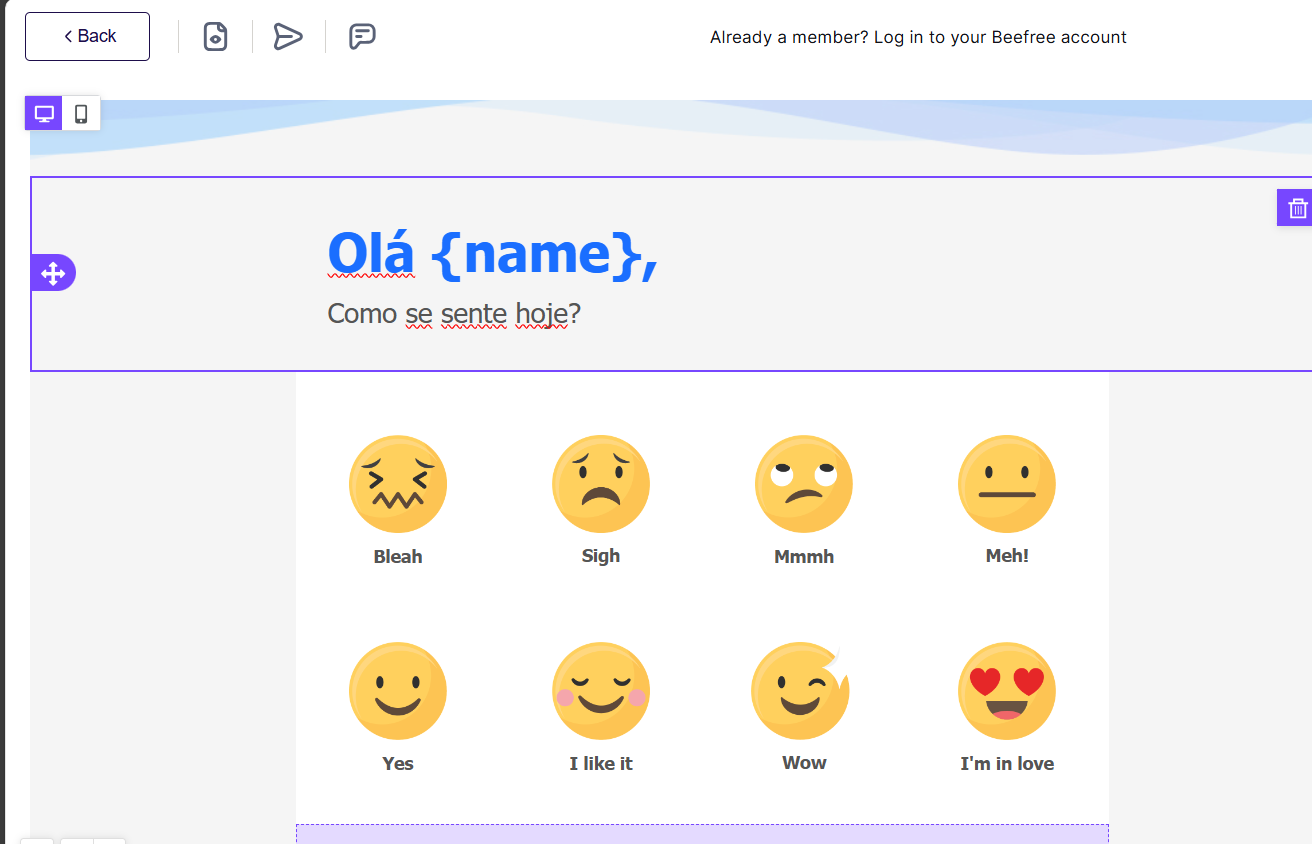 Back
Already a member? Log in to your Beefree account
Olá {name},
Como se sente hoje?
Bleah Sigh Mmmh Meh!
Yes I like it Wow I'm in love